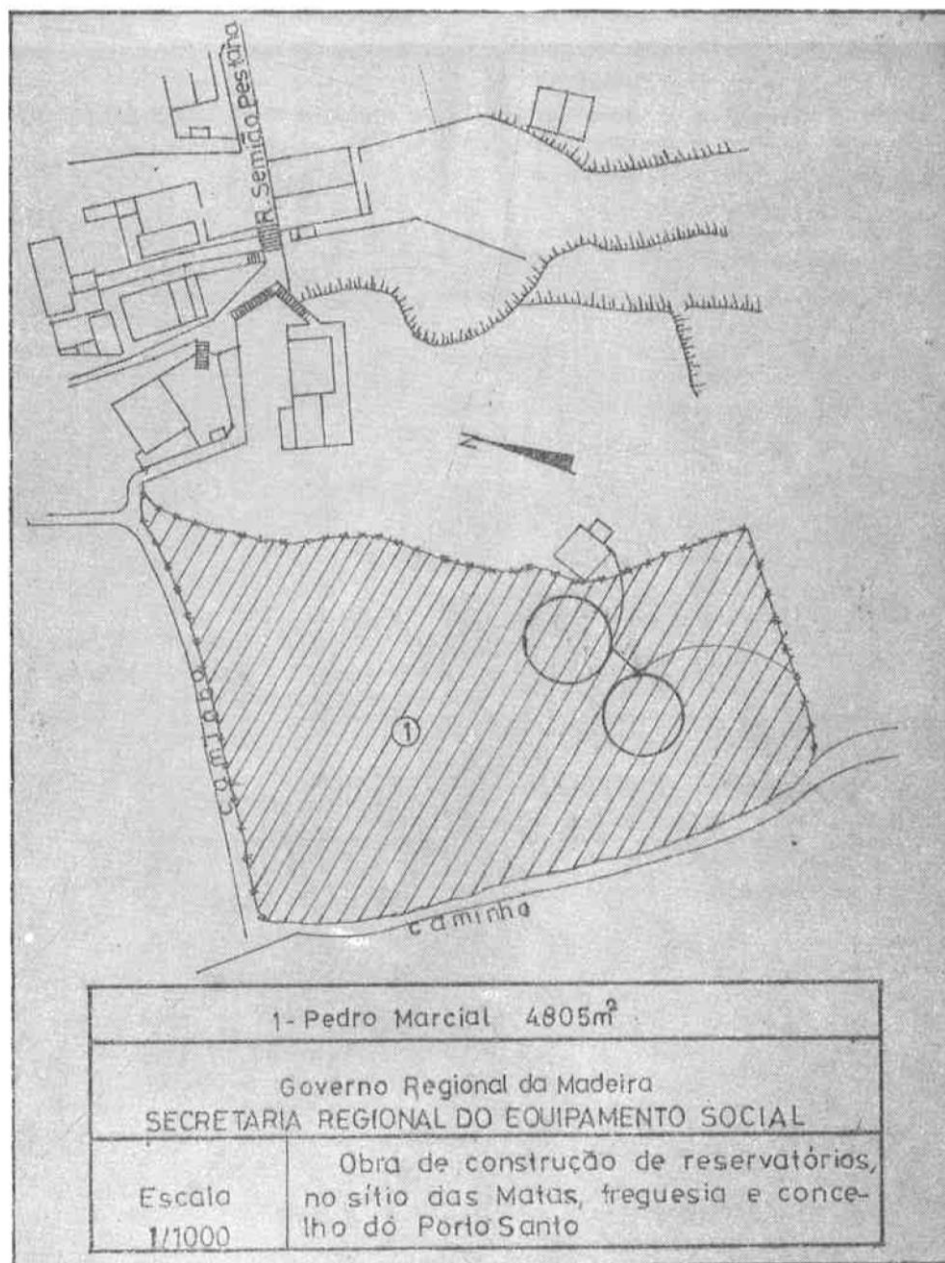 R. Semião Pestana
N
1
Camarada
caminho
1- Pedro Marcial 4805m²
Governo Regional da Madeira
SECRETARIA REGIONAL DO EQUIPAMENTO SOCIAL
Escala
1/1000
Obra de construção de reservatórios,
no sítio das Matas, freguesia e conce-
lho do Porto Santo